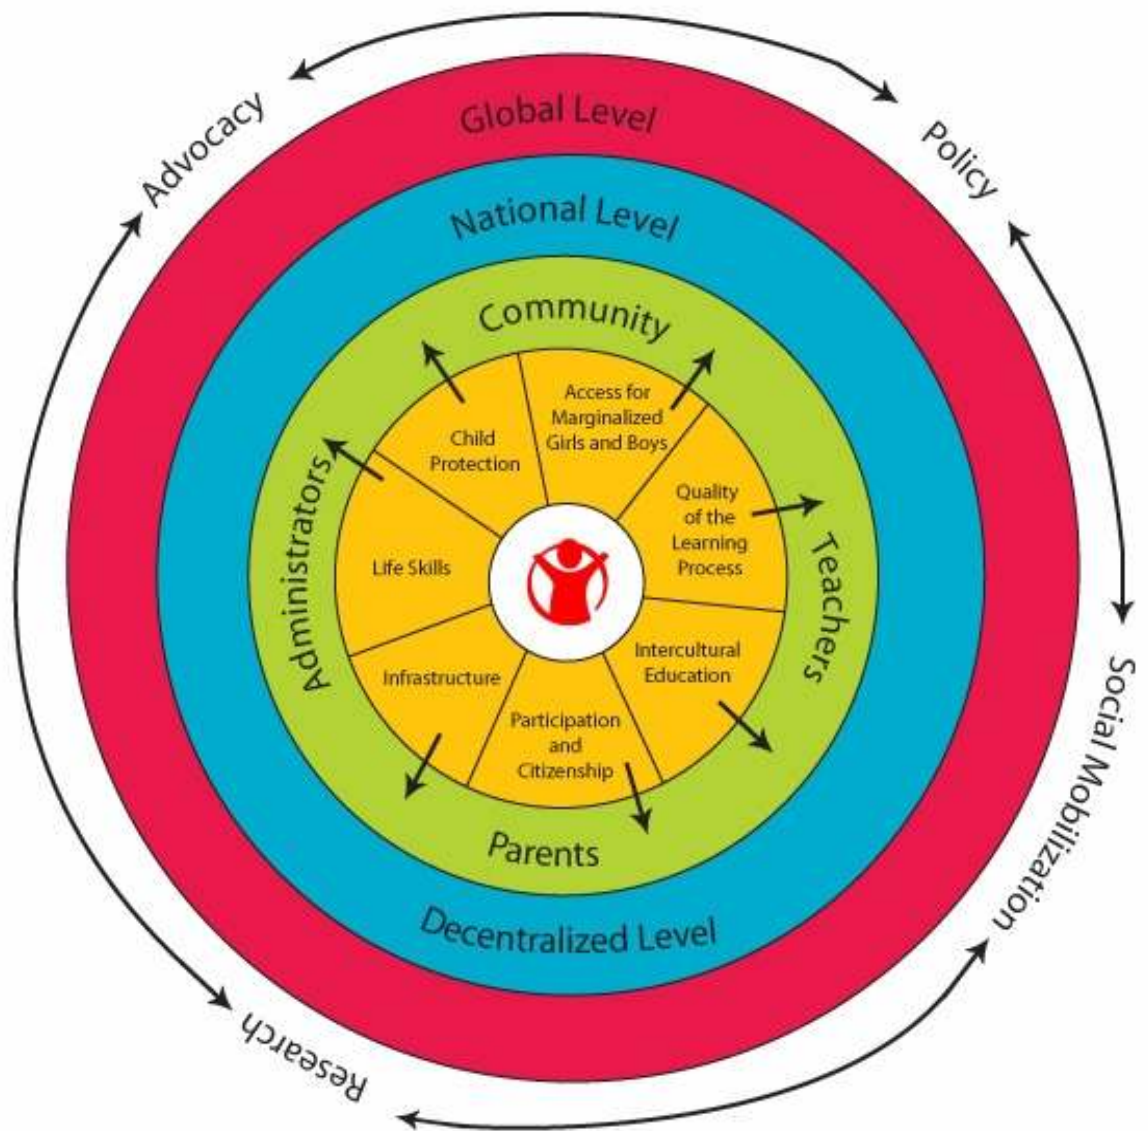 Advocacy
Policy
Social Mobilization
Research
Global Level
National Level
Decentralized Level
Community
Teachers
Parents
Administrators
Access for
Marginalized
Girls and Boys
Quality
of the
Learning
Process
Intercultural
Education
Participation
and
Citizenship
Infrastructure
Life Skills
Child
Protection